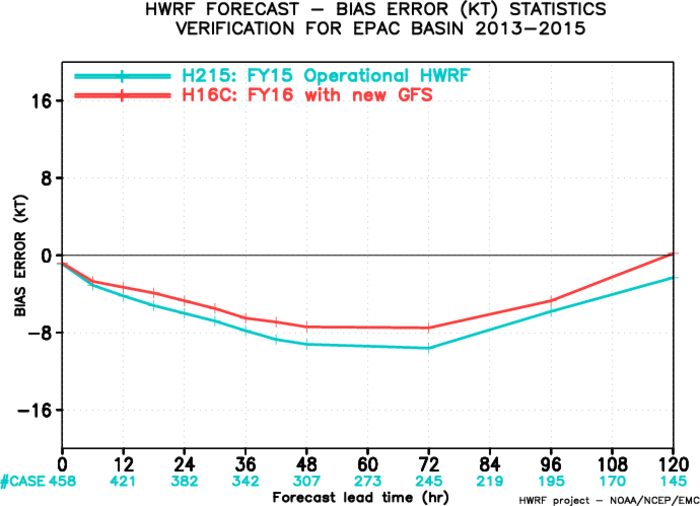 HWRF FORECAST – BIAS ERROR (KT) STATISTICS
VERIFICATION FOR EPAC BASIN 2013–2015
H215: FY15 Operational HWRF
H16C: FY16 with new GFS
16
8
0
–8
–16
BIAS ERROR (KT)
0 12 24 36 48 60 72 84 96 108 120
#CASE 458 421 382 342 307 273 245 219 195 170 145
Forecast lead time (hr)
HWRF project – NOAA/NCEP/EMC